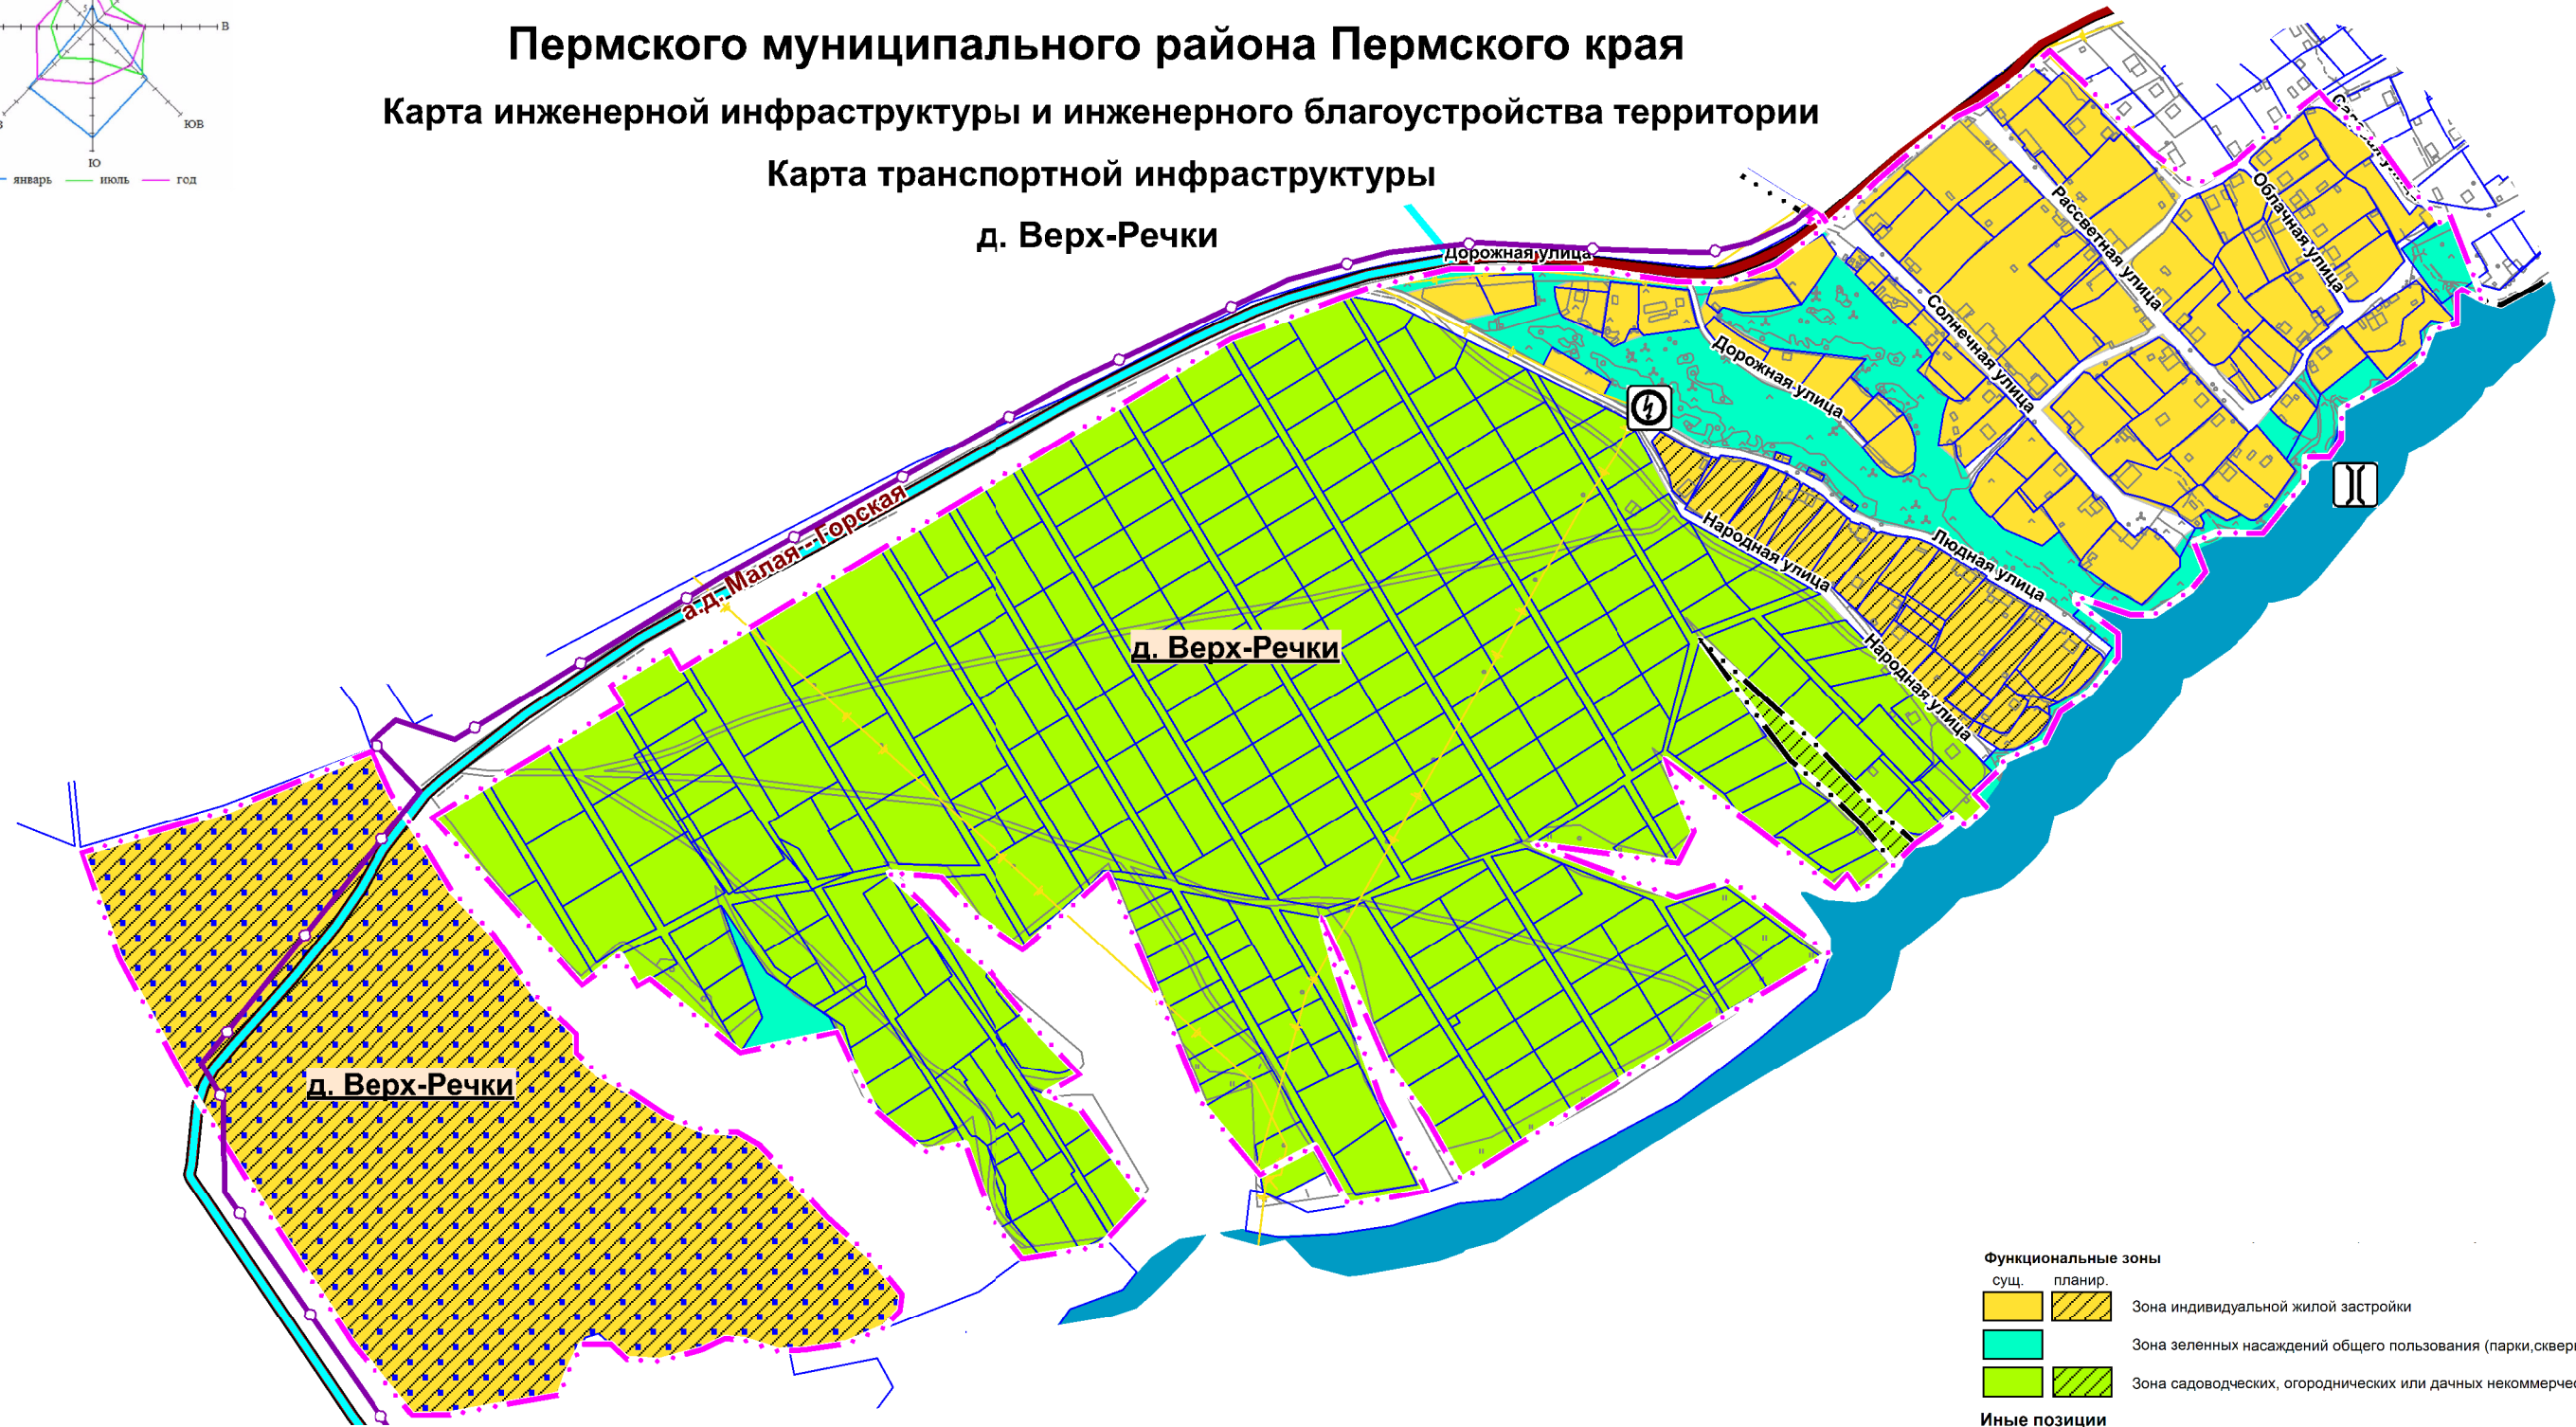 В
ЮВ
Ю
январь июль год
Пермского муниципального района Пермского края
Карта инженерной инфраструктуры и инженерного благоустройства территории
Карта транспортной инфраструктуры
д. Верх-Речки
Дорожная улица
Рассветная улица
Облачная улица
Солнечная улица
Дорожная улица
Народная улица
Людная улица
Народная улица
а.д. Малая - Горская
д. Верх-Речки
д. Верх-Речки
Функциональные зоны
сущ. планир.
Зона индивидуальной жилой застройки
Зона зеленных насаждений общего пользования (парки,сквер
Зона садоводческих, огороднических или дачных некоммерчес
Иные позиции